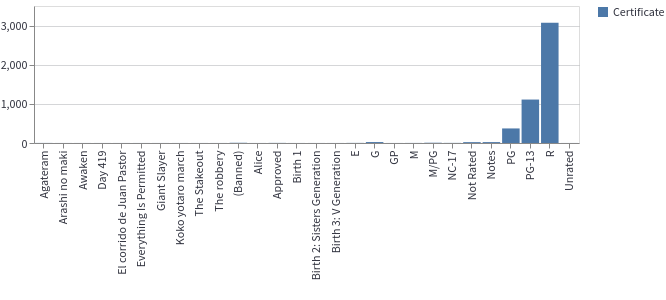 Certificate
3,000
2,000
1,000
0
Agateram
Arashi no maki
Awaken
Day 419
El corrido de Juan Pastor
Everything Is Permitted
Giant Slayer
Koko yotaro march
The Stakeout
The robbery
(Banned)
Alice
Approved
Birth 1
Birth 2: Sisters Generation
Birth 3: V Generation
E
G
GP
M
M/PG
NC-17
Not Rated
Notes
PG
PG-13
R
Unrated